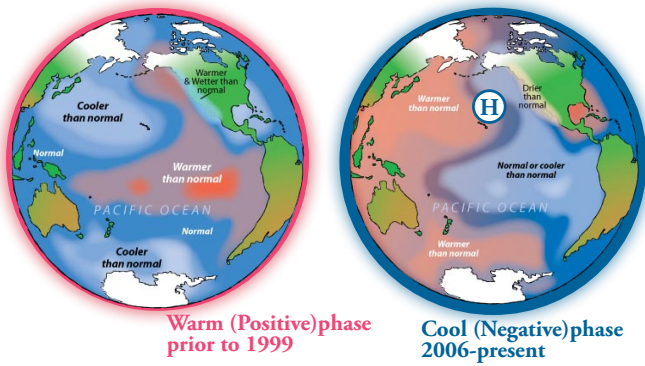 Warmer
& Wetter than
normal
Cooler
than normal
Normal
Warmer
than normal
PACIFIC OCEAN
Normal
Cooler
than normal
Warm (Positive)phase
prior to 1999
Warmer
than normal
H
Drier
than
normal
Normal or cooler
than normal
PACIFIC OCEAN
Warmer
than normal
Cool (Negative)phase
2006-present